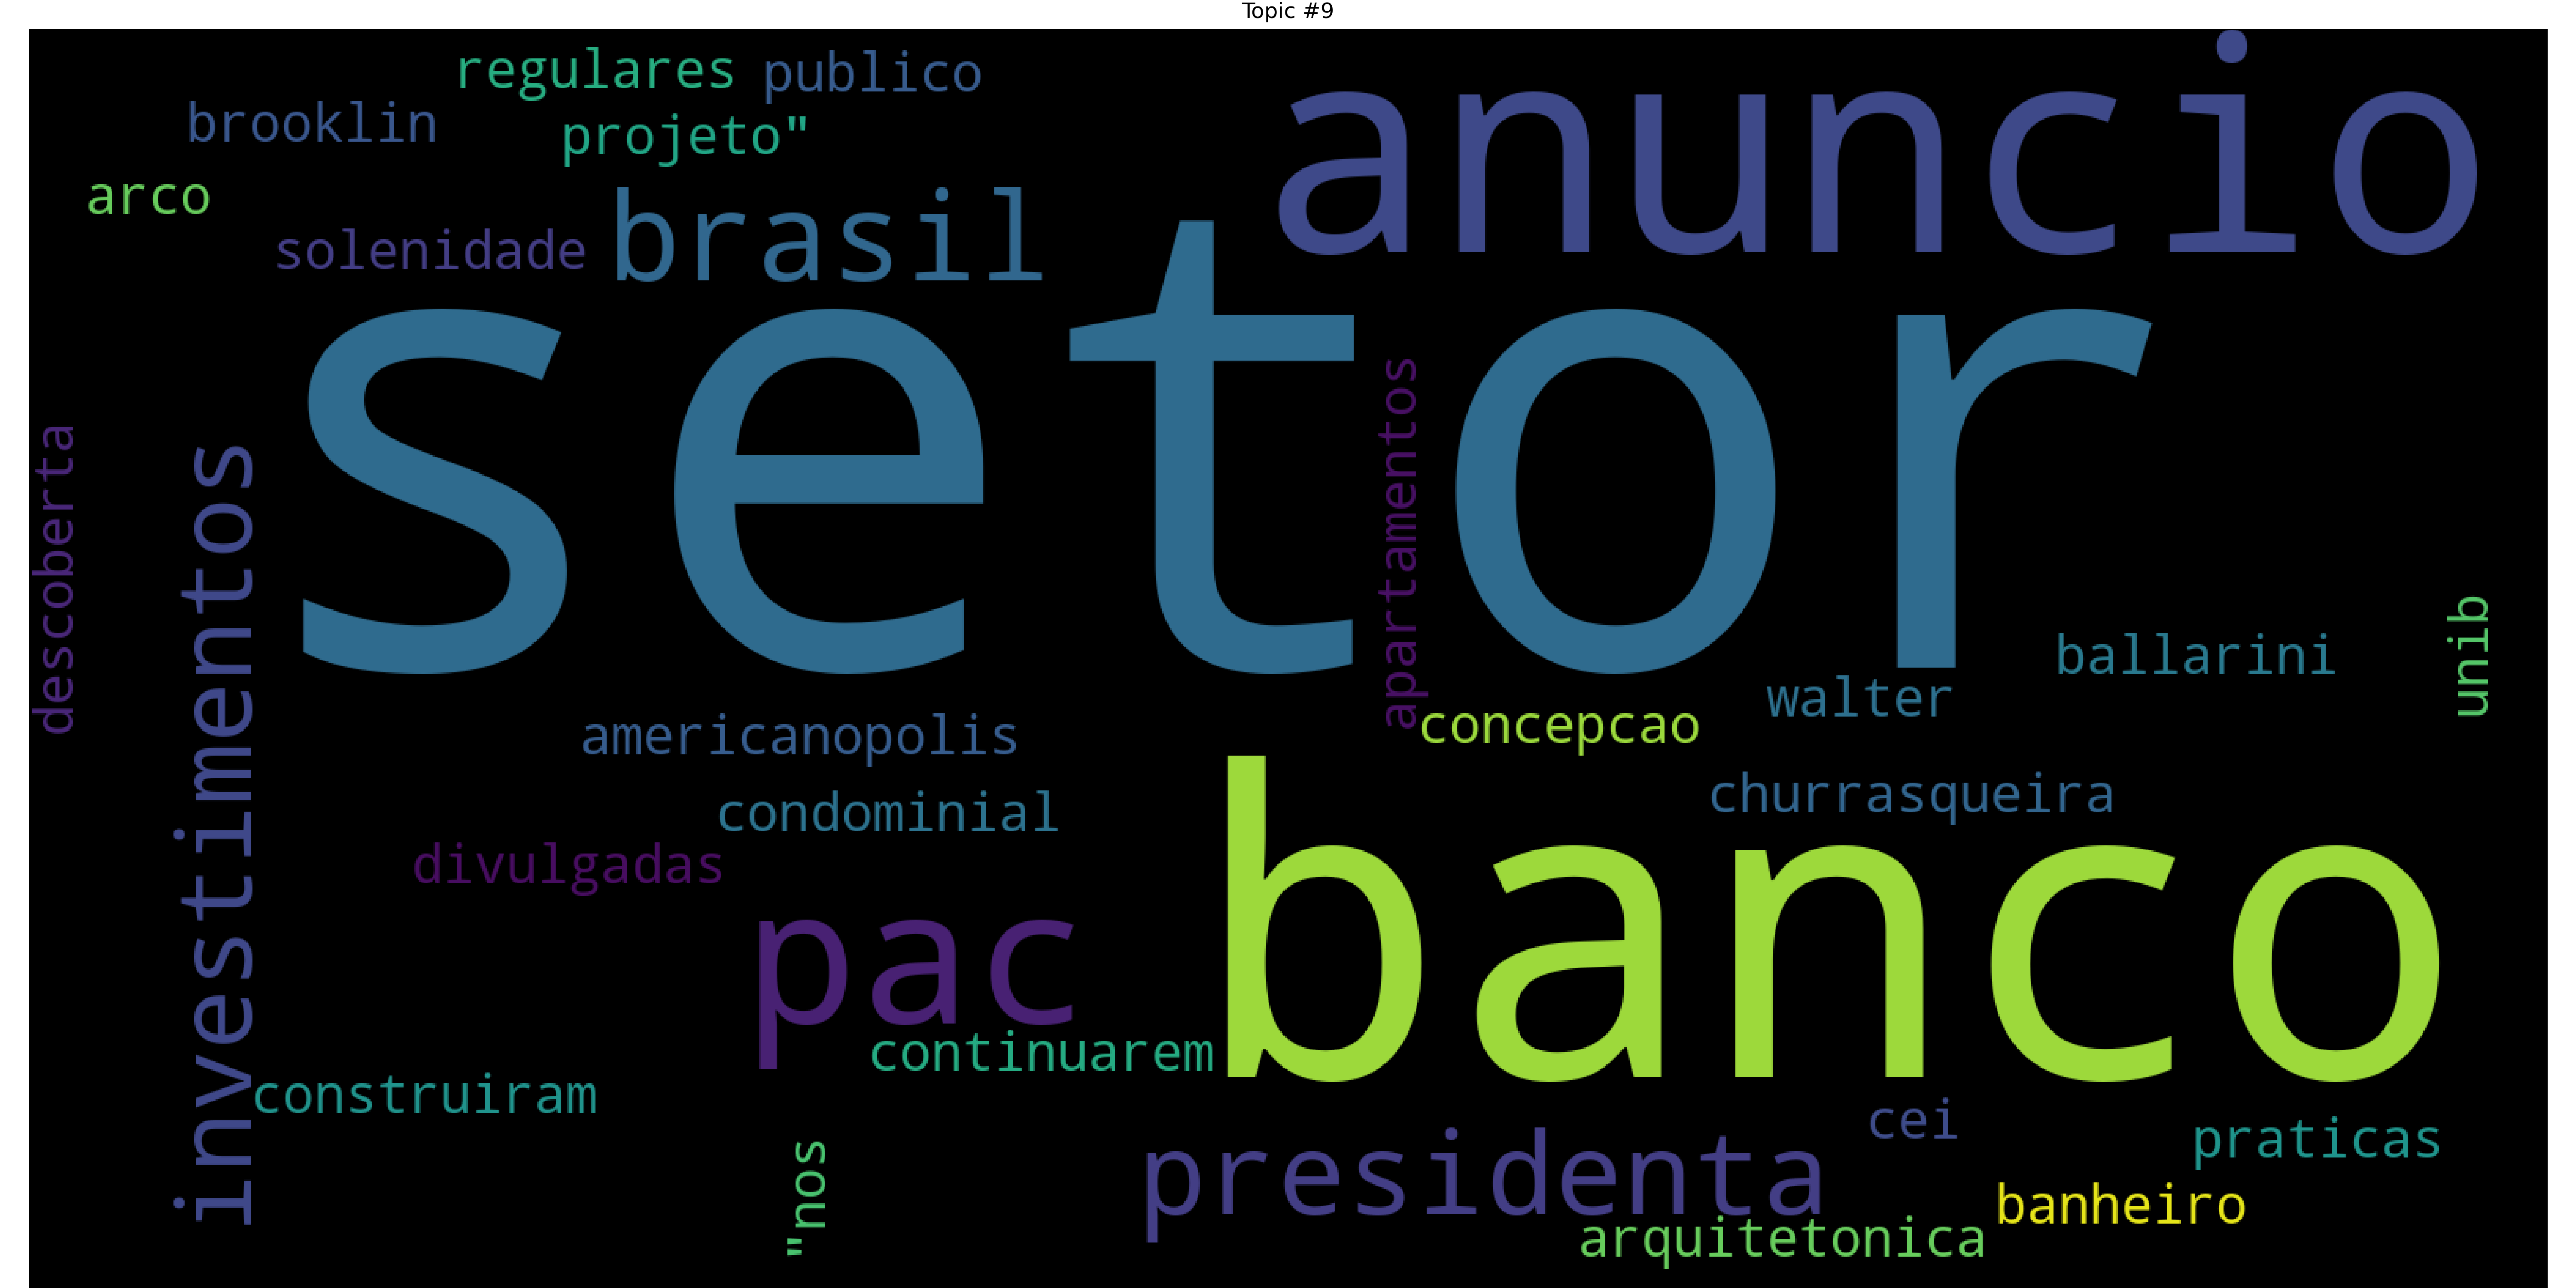 Topic #9
regulares
publico
anuncio
brooklin
projeto"
arco
brasil
solenidade
setor
descoberta
investimentos
apartamentos
unib
ballarini
walter
concepcao
americanopolis
churrasqueira
condominial
divulgadas
banco
pac
continuarem
construiram
cei
praticas
"nos
presidenta
banheiro
arquitetonica